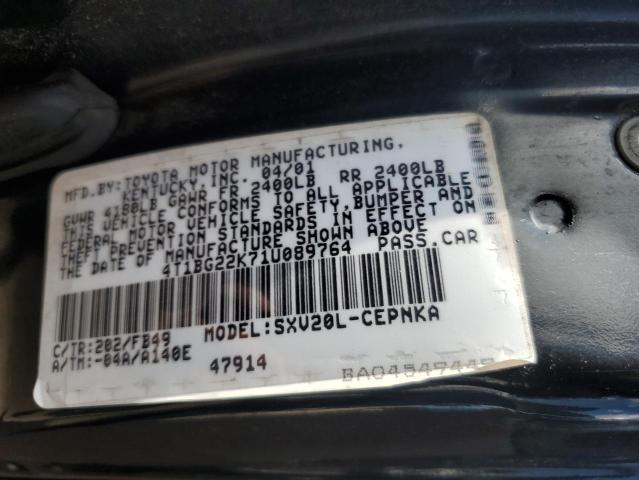 MFD.BY:TOYOTA MOTOR MANUFACTURING,
KENTUCKY, INC. 04/01
GVWR 4180LB GAWR FR 2400LB RR 2400LB
THIS VEHICLE CONFORMS TO ALL APPLICABLE
FEDERAL MOTOR VEHICLE SAFETY,BUMPER AND
THEFT PREVENTION STANDARDS IN EFFECT ON
THE DATE OF MANUFACTURE SHOWN ABOVE
4T1BG22K71U089764 PASS.CAR
C/TR:202/FB49 MODEL:SXV20L-CEPNKA
A/TM:-04A/A140E 47914